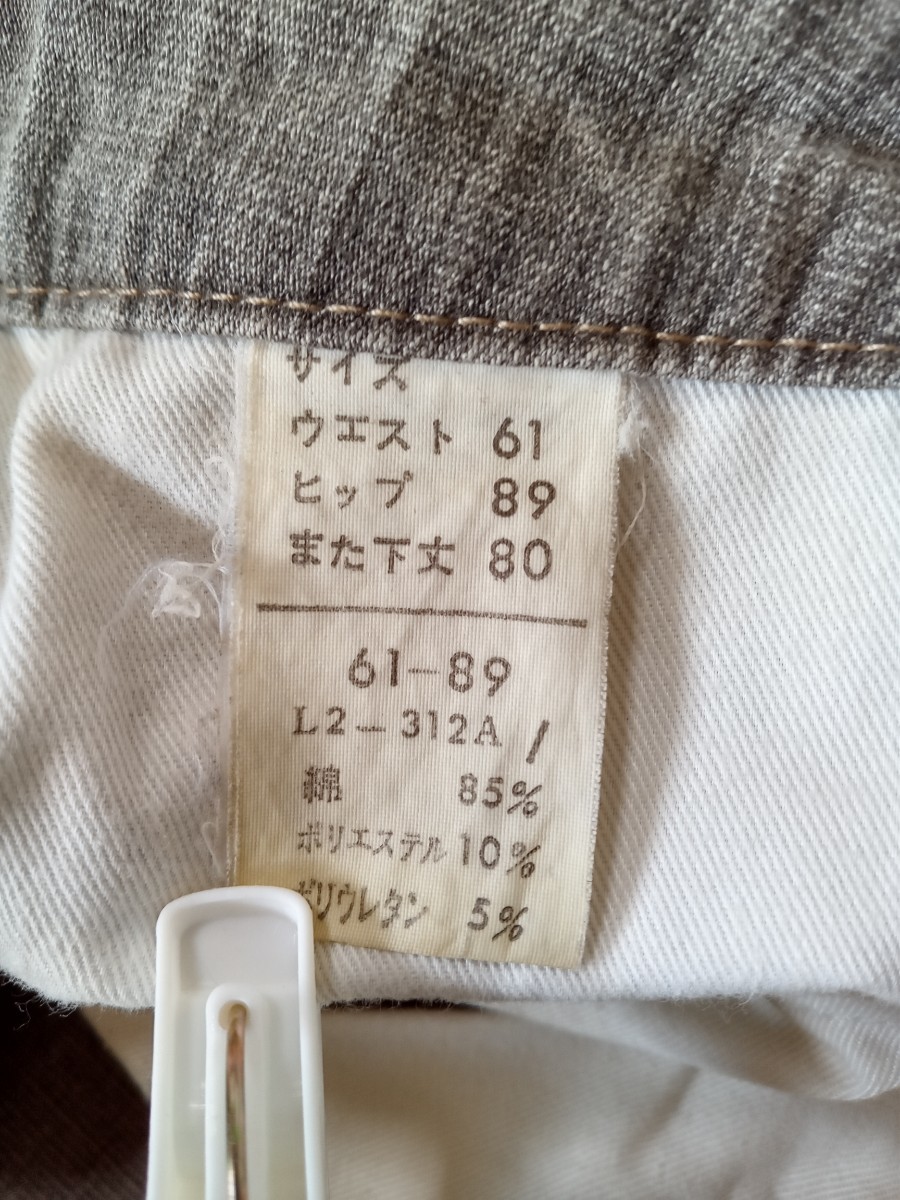 サイズ
ウエスト 61
ヒップ 89
また下丈 80
61-89
L2-312A /
綿 85%
ポリエステル 10%
ポリウレタン 5%